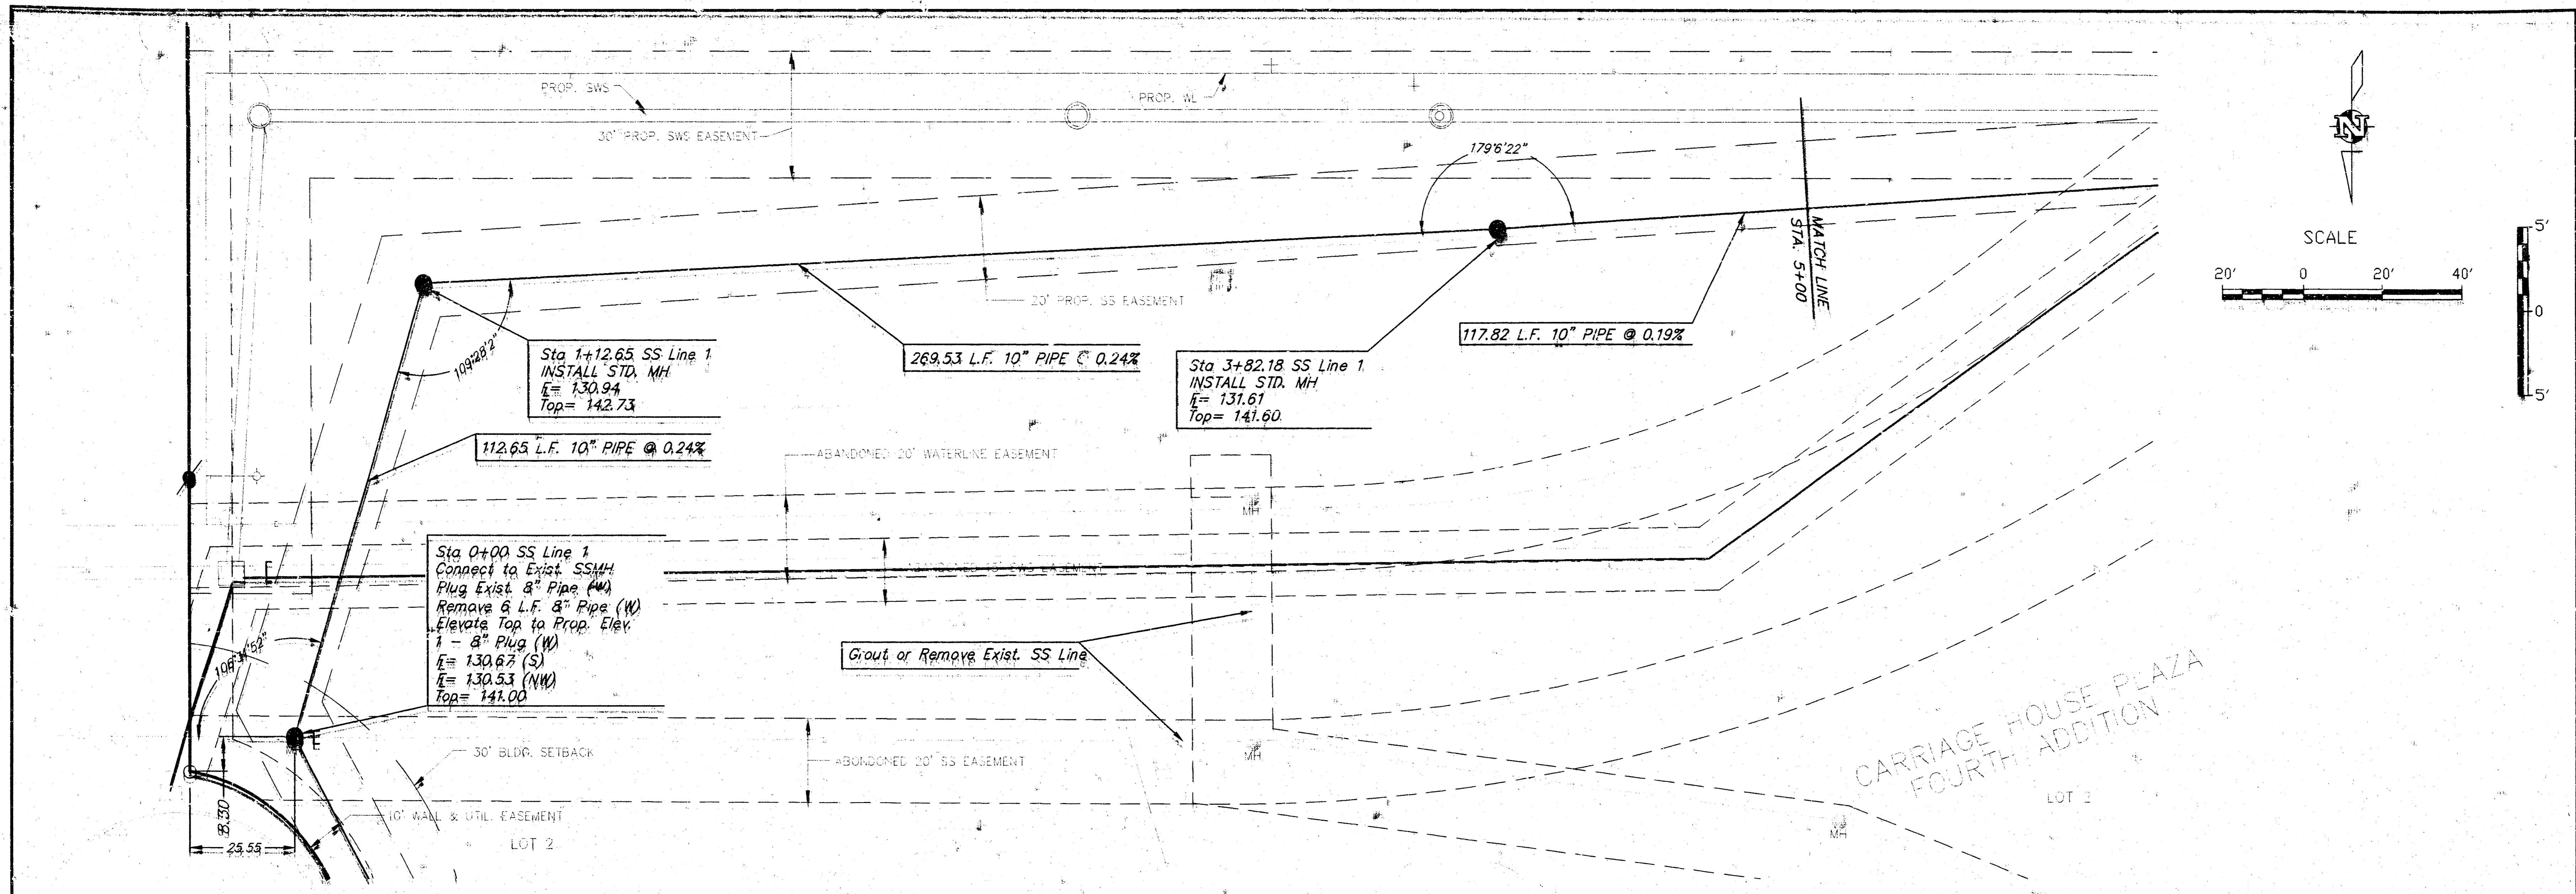 PROP. SWS
PROP. WL
30' PROP. SWS EASEMENT
179°6'22"
MATCH LINE
STA. 5+00
N
SCALE
20' 0 20' 40'
5'
0
5'
20' PROP. SS EASEMENT
109°28'2"
Sta 1+12.65 SS Line 1
INSTALL STD. MH
FL= 130.94
Top= 142.73
269.53 L.F. 10" PIPE @ 0.24%
Sta 3+82.18 SS Line 1
INSTALL STD. MH
FL= 131.61
Top= 141.60
117.82 L.F. 10" PIPE @ 0.19%
112.65 L.F. 10" PIPE @ 0.24%
ABANDONED 20' WATERLINE EASEMENT
MH
Sta 0+00 SS Line 1
Connect to Exist. SSMH
Plug Exist. 8" Pipe (W)
Remove 6 L.F. 8" Pipe (W)
Elevate Top to Prop. Elev.
1 - 8" Plug (W)
FL= 130.67 (S)
FL= 130.53 (NW)
Top= 141.00
SWS EASEMENT
Grout or Remove Exist. SS Line
30' BLDG. SETBACK
ABONDONED 20' SS EASEMENT
MH
CARRIAGE HOUSE PLAZA
FOURTH ADDITION
MH
8.30
25.55
10' WALL & UTIL. EASEMENT
LOT 2